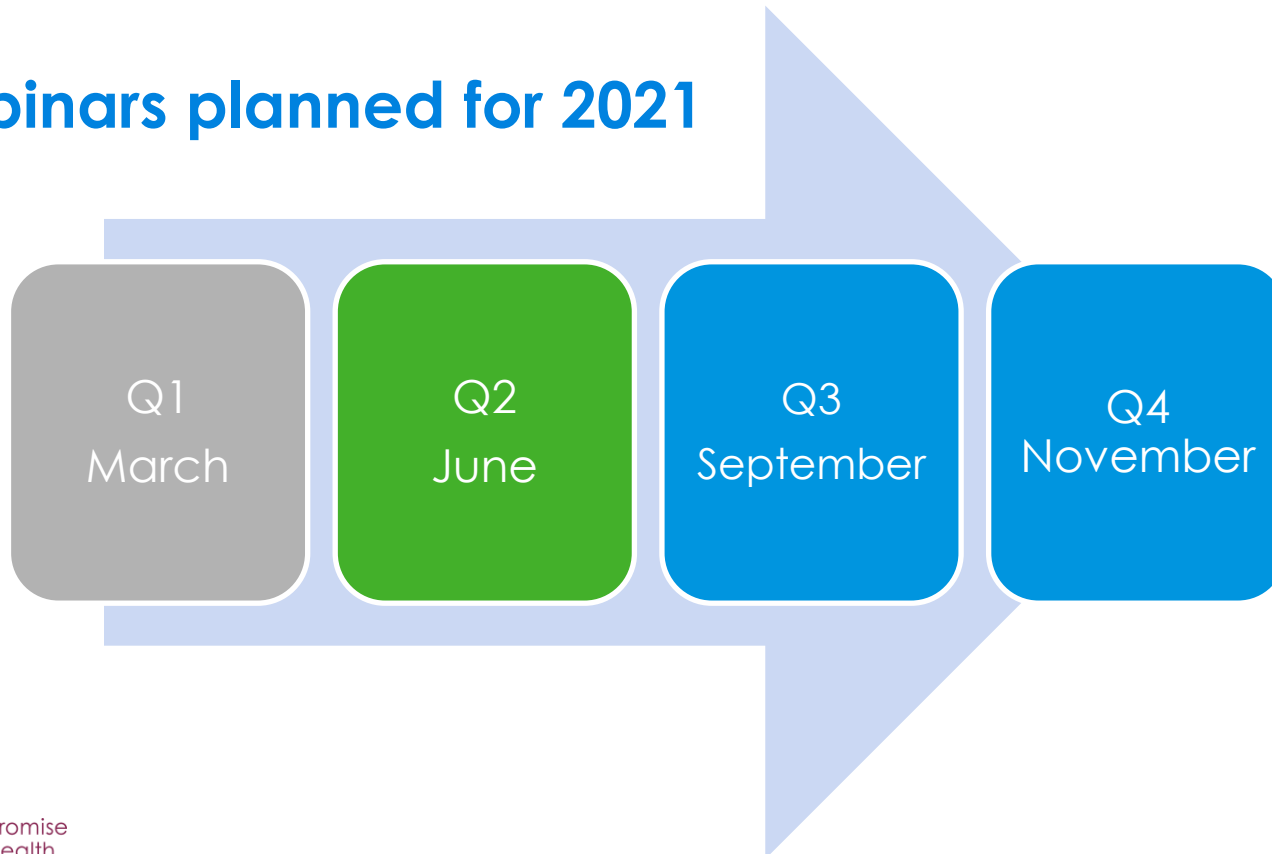 binars planned for 2021
Q1
March
Q2
June
Q3
September
Q4
November
romise
ealth